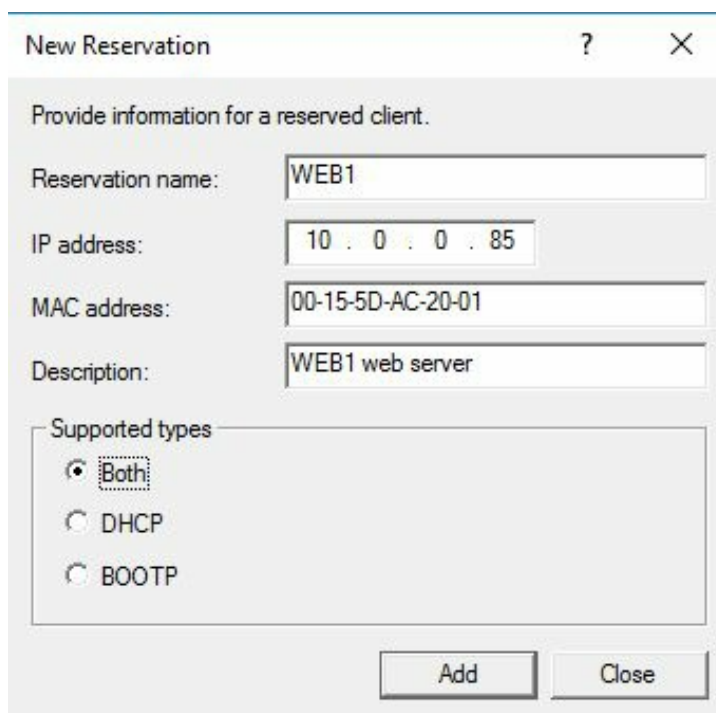 New Reservation ? X
Provide information for a reserved client.
Reservation name: WEB1
IP address: 10 . 0 . 0 . 85
MAC address: 00-15-5D-AC-20-01
Description: WEB1 web server
Supported types
Both
DHCP
BOOTP
Add Close